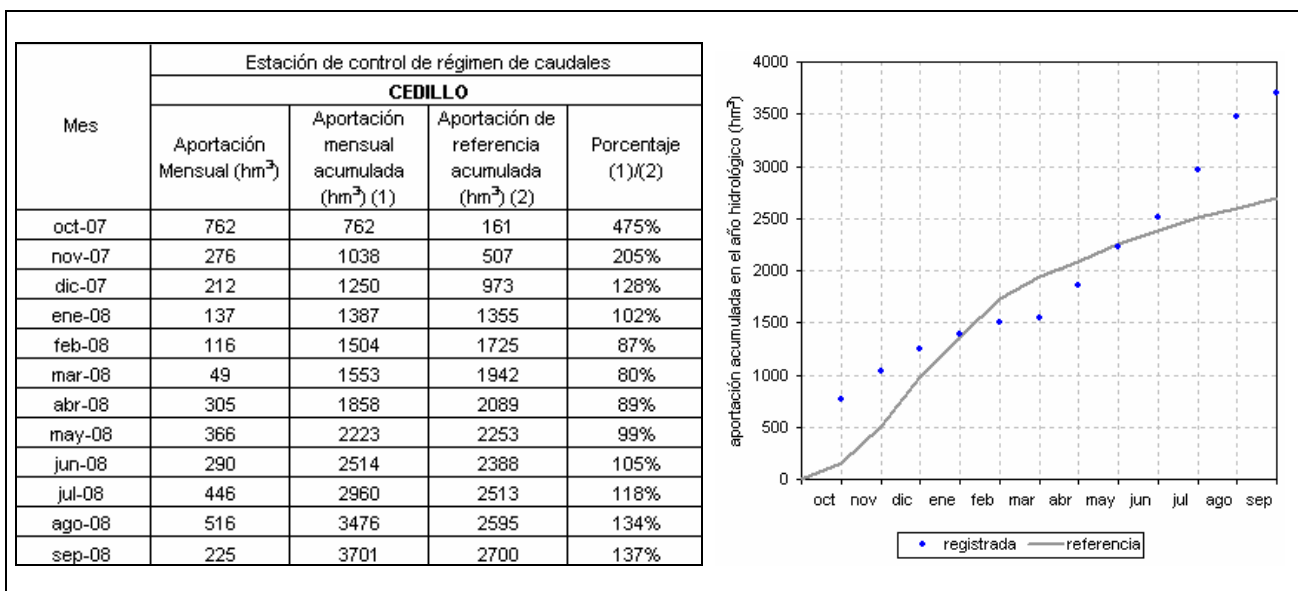 Estación de control de régimen de caudales
CEDILLO
Mes
Aportación Mensual (hm³)
Aportación mensual acumulada (hm³) (1)
Aportación de referencia acumulada (hm³) (2)
Porcentaje (1)/(2)
oct-07 762 762 161 475%
nov-07 276 1038 507 205%
dic-07 212 1250 973 128%
ene-08 137 1387 1355 102%
feb-08 116 1504 1725 87%
mar-08 49 1553 1942 80%
abr-08 305 1858 2089 89%
may-08 366 2223 2253 99%
jun-08 290 2514 2388 105%
jul-08 446 2960 2513 118%
ago-08 516 3476 2595 134%
sep-08 225 3701 2700 137%
aportación acumulada en el año hidrológico (hm³)
4000
3500
3000
2500
2000
1500
1000
500
0
oct nov dic ene feb mar abr may jun jul ago sep
registrada referencia